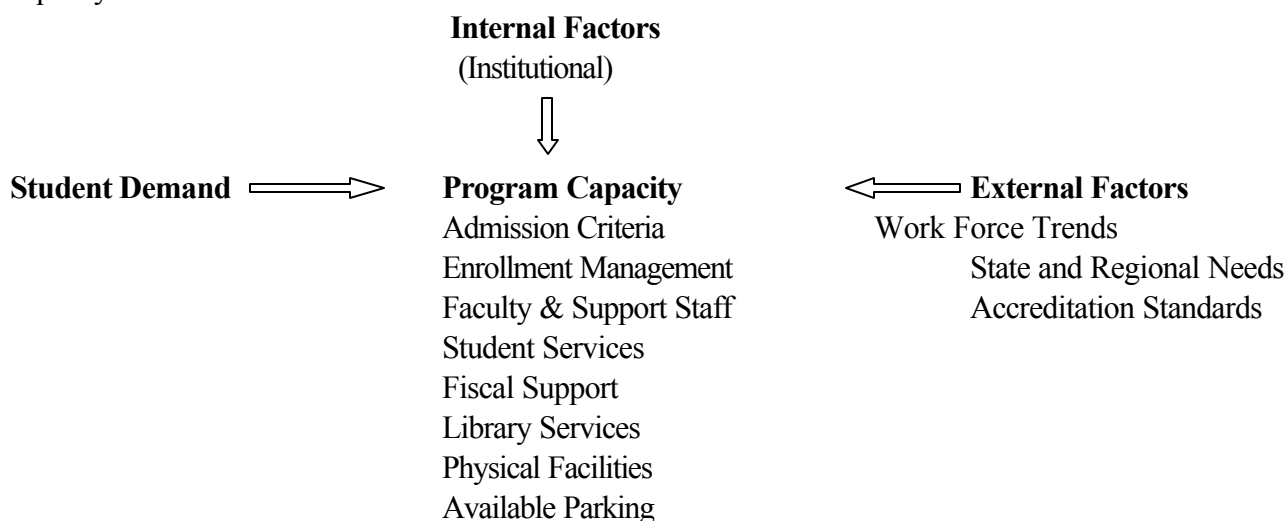 Internal Factors
(Institutional)
Student Demand
Program Capacity
External Factors
Admission Criteria
Work Force Trends
Enrollment Management
State and Regional Needs
Faculty & Support Staff
Accreditation Standards
Student Services
Fiscal Support
Library Services
Physical Facilities
Available Parking